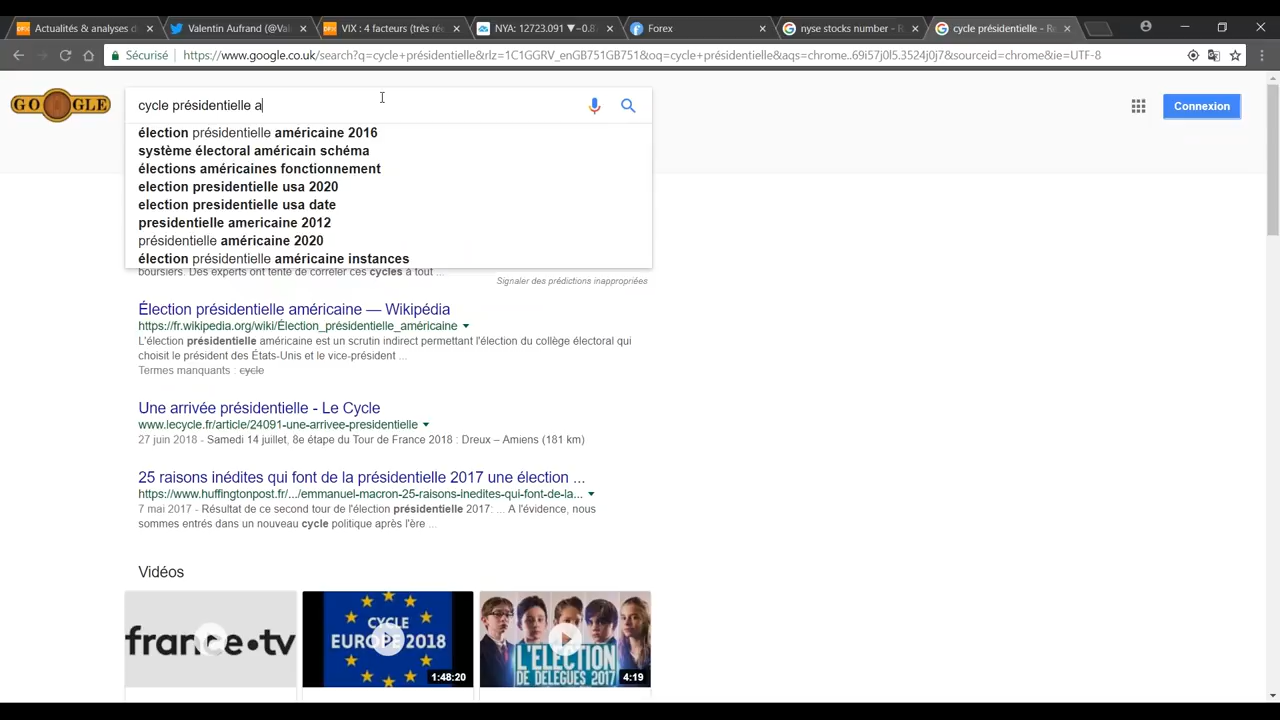 Actualités & analyses d
Valentin Aufrand (@Val
VIX : 4 facteurs (très ré
NYA: 12723.091 ▼−0.8
Forex
nyse stocks number - R
cycle présidentielle - Re
Sécurisé
https://www.google.co.uk/search?q=cycle+présidentielle&rlz=1C1GGRV_enGB751GB751&oq=cycle+présidentielle&aqs=chrome..69i57j0l5.3524j0j7&sourceid=chrome&ie=UTF-8
GOOGLE
cycle présidentielle a
Connexion
élection présidentielle américaine 2016
système électoral américain schéma
élections américaines fonctionnement
election presidentielle usa 2020
election presidentielle usa date
presidentielle americaine 2012
présidentielle américaine 2020
élection présidentielle américaine instances
boursiers. Des experts ont tenté de corréler ces cycles à tout ...
Signaler des prédictions inappropriées
Élection présidentielle américaine — Wikipédia
https://fr.wikipedia.org/wiki/Élection_présidentielle_américaine
L'élection présidentielle américaine est un scrutin indirect permettant l'élection du collège électoral qui
choisit le président des États-Unis et le vice-président ...
Termes manquants : cycle
Une arrivée présidentielle - Le Cycle
www.lecycle.fr/article/24091-une-arrivee-presidentielle
27 juin 2018 - Samedi 14 juillet, 8e étape du Tour de France 2018 : Dreux – Amiens (181 km)
25 raisons inédites qui font de la présidentielle 2017 une élection ...
https://www.huffingtonpost.fr/.../emmanuel-macron-25-raisons-inedites-qui-font-de-la...
7 mai 2017 - Résultat de ce second tour de l'élection présidentielle 2017: ... A l'évidence, nous
sommes entrés dans un nouveau cycle politique après l'ère ...
Vidéos
france•tv
CYCLE
EUROPE 2018
1:48:20
L'ELECTION
DE DELEGUES 2017
4:19